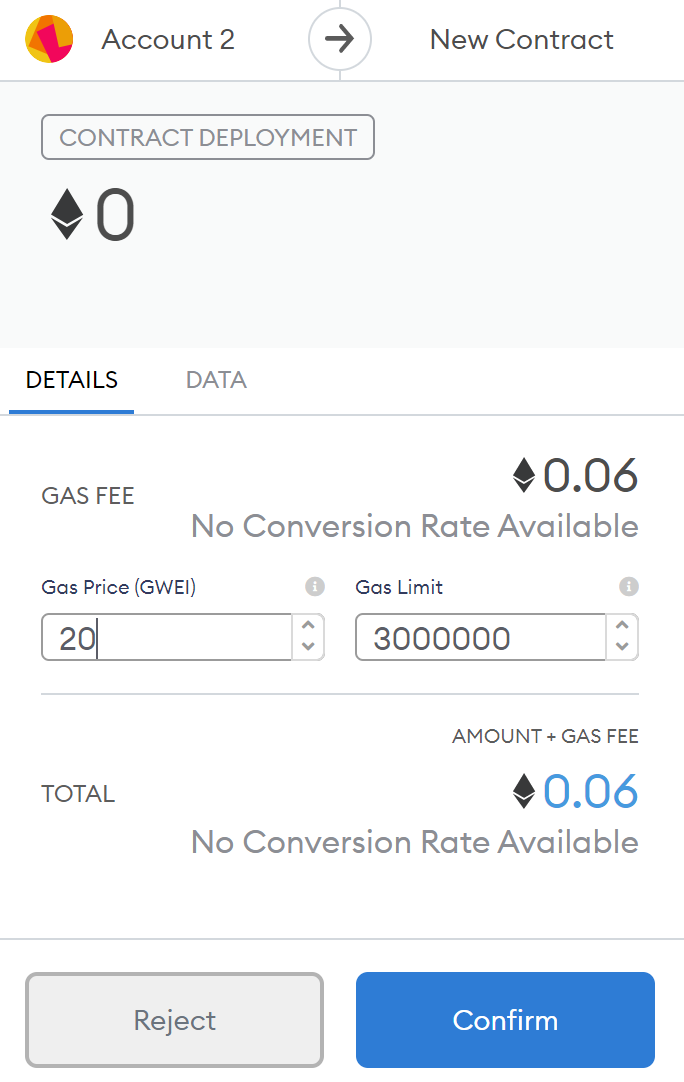 Account 2
New Contract
CONTRACT DEPLOYMENT
0
DETAILS DATA
GAS FEE
0.06
No Conversion Rate Available
Gas Price (GWEI)
Gas Limit
20
3000000
AMOUNT + GAS FEE
TOTAL
0.06
No Conversion Rate Available
Reject
Confirm